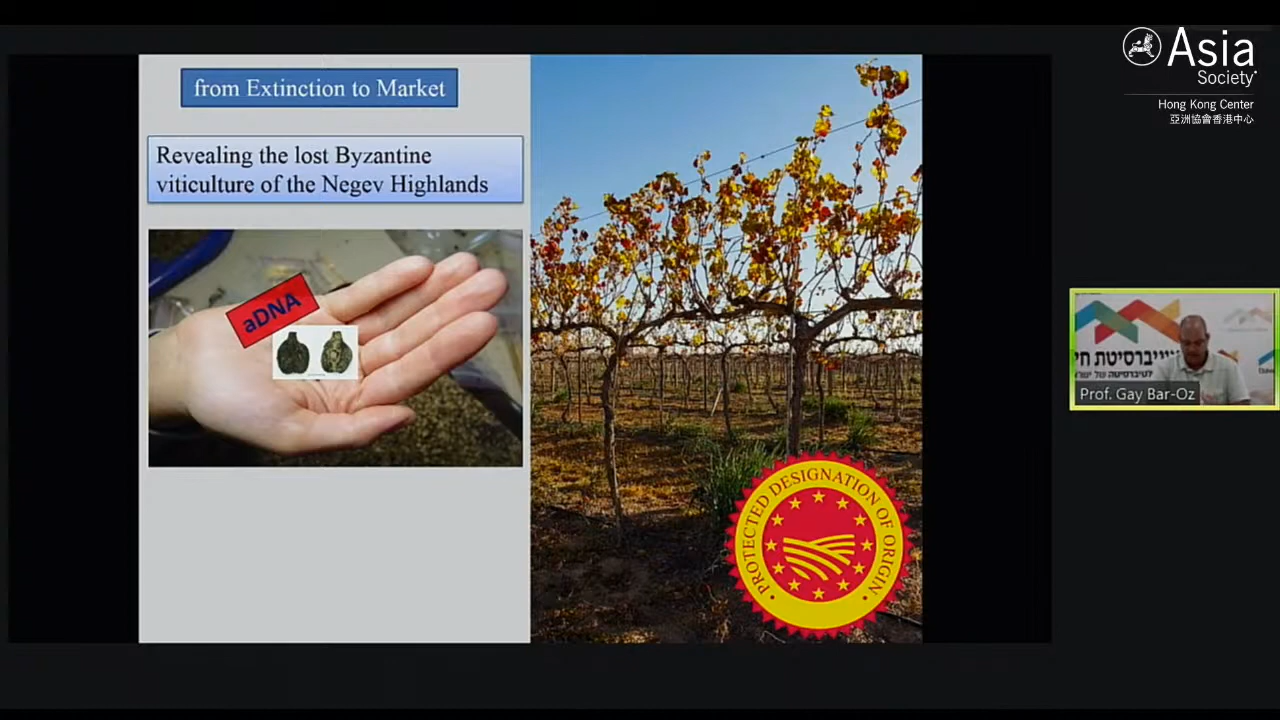 from Extinction to Market
Revealing the lost Byzantine
viticulture of the Negev Highlands
aDNA
PROTECTED DESIGNATION OF ORIGIN
Asia
Society
Hong Kong Center
亞洲協會香港中心
Prof. Gay Bar-Oz